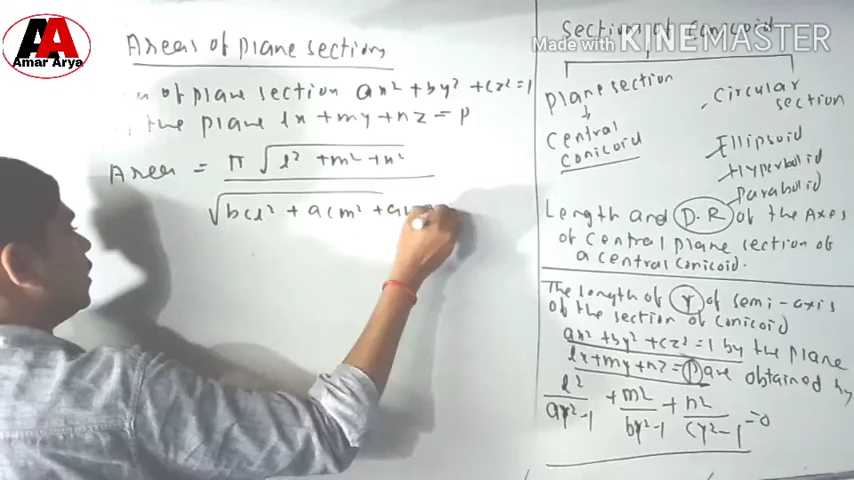 AA
Amar Arya
Areas of plane sections
of plane section ax² + by² + cz² = 1
the plane lx + my + nz = p
Area = π √l² + m² + n²
√bcl² + acm² + a
Section of Conicoid
Made with KINEMASTER
Plane section
↓
Central
conicoid
Circular
section
Ellipsoid
Hyperbolid
Parabolid
Length and D.R of the Axes
of central plane section of
a central conicoid.
The length of r of semi-axis
of the section of conicoid
ax² + by² + cz² = 1 by the plane
lx + my + nz = p are obtained by
l²/ar²-1 + m²/br²-1 + n²/cr²-1 = 0